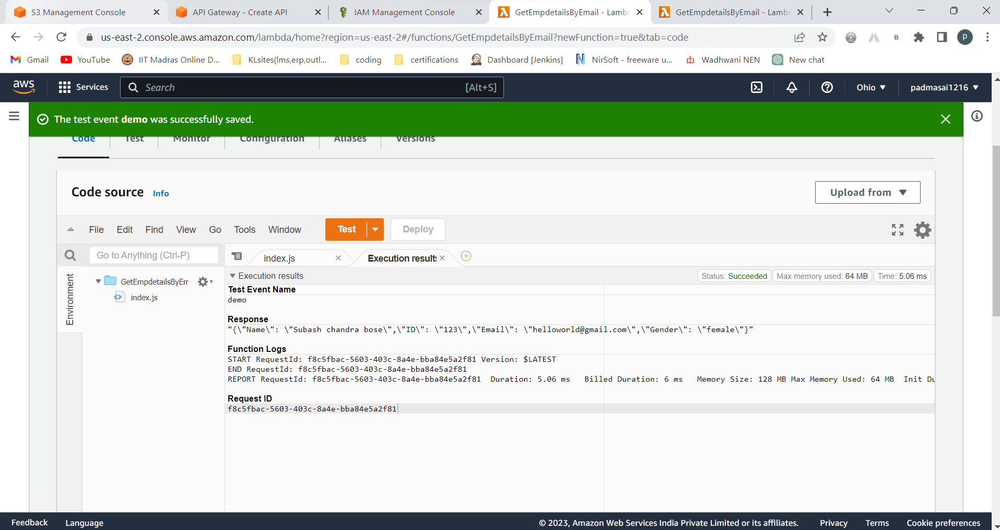 S3 Management Console
API Gateway - Create API
IAM Management Console
GetEmpdetailsByEmail - Lambd
GetEmpdetailsByEmail - Lambd
us-east-2.console.aws.amazon.com/lambda/home?region=us-east-2#/functions/GetEmpdetailsByEmail?newFunction=true&tab=code
B
p
Gmail
YouTube
IIT Madras Online D...
KLsites(lms,erp,outl...
coding
certifications
Dashboard [Jenkins]
NirSoft - freeware u...
Wadhwani NEN
New chat
aws
Services
Search
[Alt+S]
Ohio
padmasai1216
The test event demo was successfully saved.
Code
Test
Monitor
Configuration
Aliases
Versions
Code source
Info
Upload from
File
Edit
Find
View
Go
Tools
Window
Test
Deploy
Go to Anything (Ctrl-P)
index.js
Execution results
Environment
GetEmpdetailsByEm
index.js
Execution results
Status: Succeeded
Max memory used: 64 MB
Time: 5.06 ms
Test Event Name
demo
Response
"{\"Name\": \"Subash chandra bose\",\"ID\": \"123\",\"Email\": \"helloworld@gmail.com\",\"Gender\": \"female\"}"
Function Logs
START RequestId: f8c5fbac-5603-403c-8a4e-bba84e5a2f81 Version: $LATEST
END RequestId: f8c5fbac-5603-403c-8a4e-bba84e5a2f81
REPORT RequestId: f8c5fbac-5603-403c-8a4e-bba84e5a2f81  Duration: 5.06 ms   Billed Duration: 6 ms   Memory Size: 128 MB Max Memory Used: 64 MB  Init Du
Request ID
f8c5fbac-5603-403c-8a4e-bba84e5a2f81
Feedback
Language
© 2023, Amazon Web Services India Private Limited or its affiliates.
Privacy
Terms
Cookie preferences